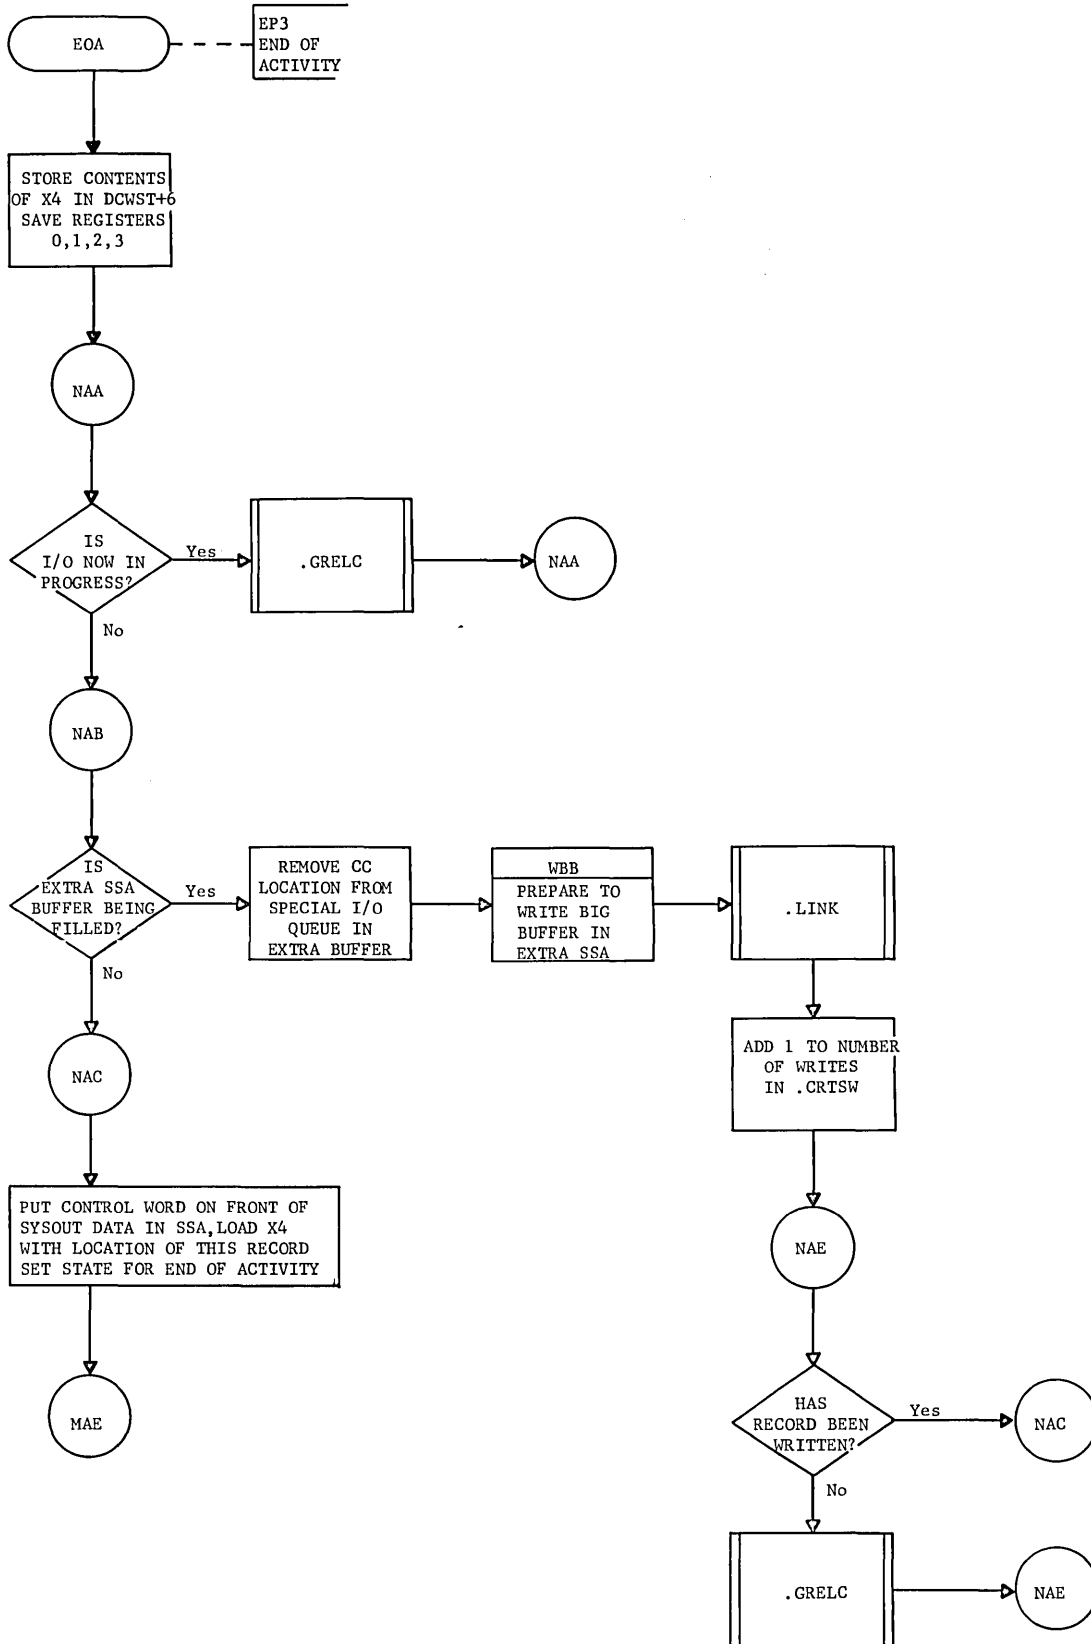 EOA
EP3
END OF
ACTIVITY
STORE CONTENTS
OF X4 IN DCWST+6
SAVE REGISTERS
0,1,2,3
NAA
IS
I/O NOW IN
PROGRESS?
Yes
.GRELC
NAA
No
NAB
IS
EXTRA SSA
BUFFER BEING
FILLED?
Yes
REMOVE CC
LOCATION FROM
SPECIAL I/O
QUEUE IN
EXTRA BUFFER
WBB
PREPARE TO
WRITE BIG
BUFFER IN
EXTRA SSA
.LINK
No
ADD 1 TO NUMBER
OF WRITES
IN .CRTSW
NAC
PUT CONTROL WORD ON FRONT OF
SYSOUT DATA IN SSA,LOAD X4
WITH LOCATION OF THIS RECORD
SET STATE FOR END OF ACTIVITY
NAE
MAE
HAS
RECORD BEEN
WRITTEN?
Yes
NAC
No
.GRELC
NAE